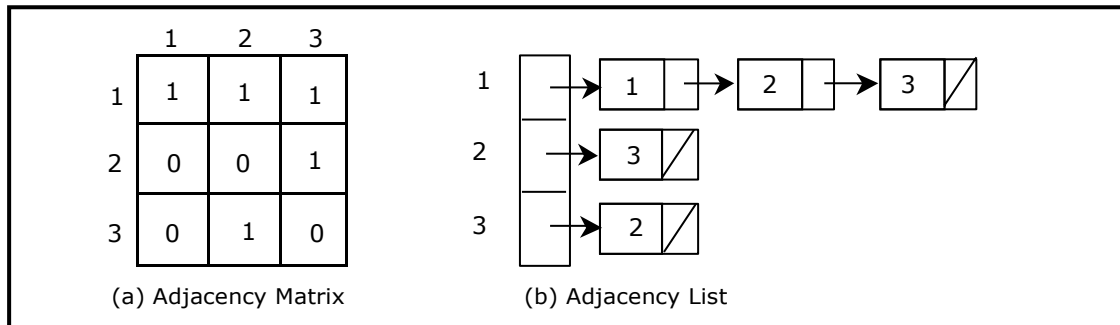 1 2 3
1 1 1 1
2 0 0 1
3 0 1 0
(a) Adjacency Matrix
1 1 2 3
2 3
3 2
(b) Adjacency List